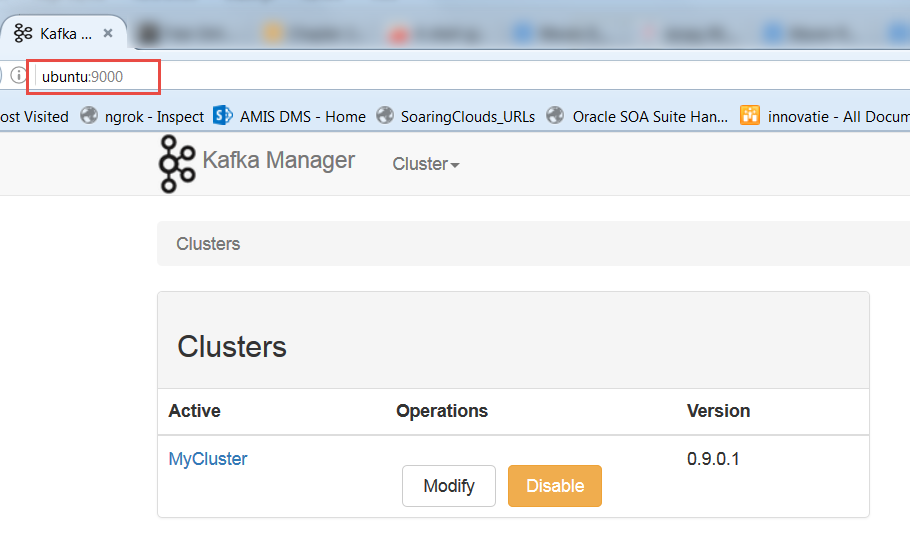 Kafka ...
ubuntu:9000
ost Visited ngrok - Inspect AMIS DMS - Home SoaringClouds_URLs Oracle SOA Suite Han... innovatie - All Docum
Kafka Manager Cluster
Clusters
Clusters
Active Operations Version
MyCluster 0.9.0.1
Modify Disable